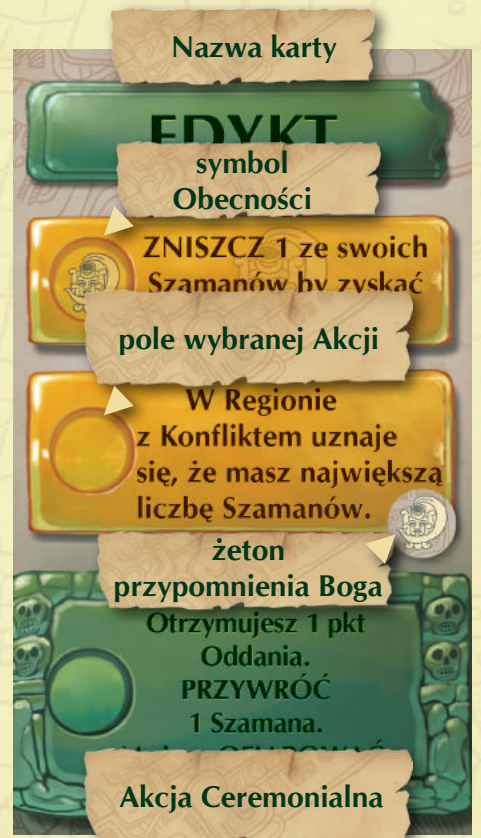 Nazwa karty
EDYKT
symbol
Obecności
ZNISZCZ 1 ze swoich
Szamanów by zyskać
pole wybranej Akcji
W Regionie
z Konfliktem uznaje
się, że masz największą
liczbę Szamanów.
żeton
przypomnienia Boga
Otrzymujesz 1 pkt
Oddania.
PRZYWRÓĆ
1 Szamana.
Akcja Ceremonialna